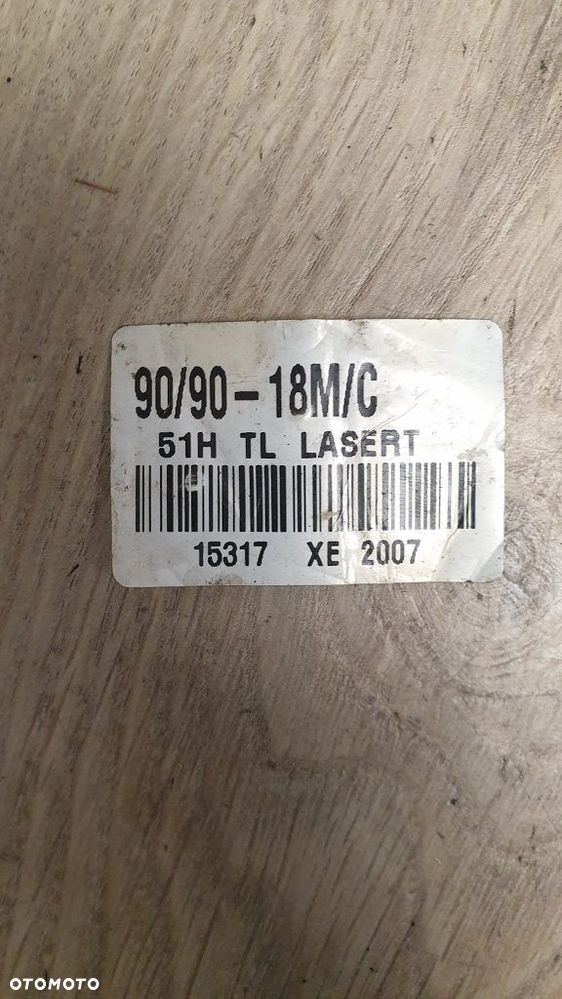 90/90-18M/C
51H TL LASERT
15317 XE 2007
OTOMOTO